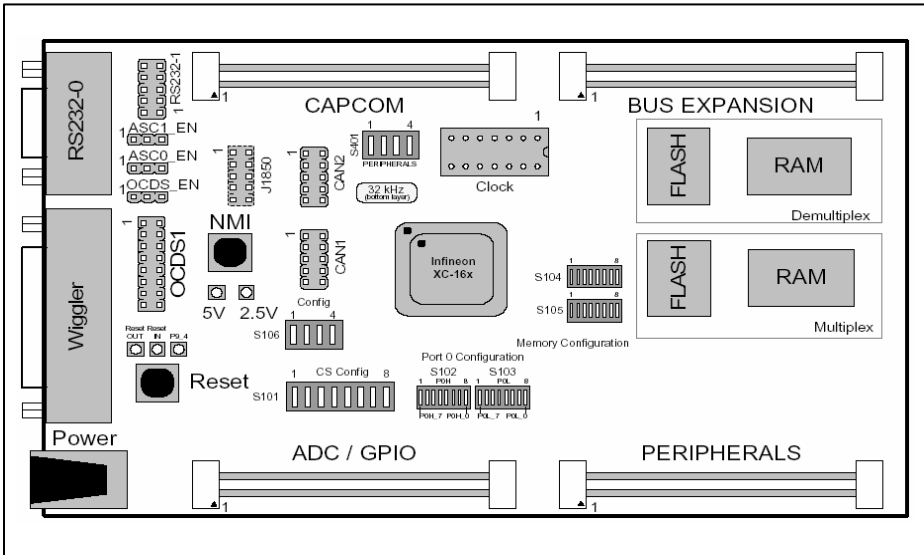 RS232-0
RS232-1
1
ASC1_EN
1
ASC0_EN
1
OCDS_EN
1
1
CAPCOM
1
BUS EXPANSION
1
J1850
1
CAN2
1 4
S401
PERIPHERALS
32 kHz
(bottom layer)
1
Clock
FLASH
RAM
Demultiplex
Wiggler
1
OCDS1
NMI
5V 2.5V
1
CAN1
Infineon
XC-16x
1 8
S104
S105
1 8
Memory Configuration
FLASH
RAM
Multiplex
Config
1 4
S106
Reset OUT
Reset IN
P9_4
Reset
1 CS Config 8
S101
Port 0 Configuration
S102 S103
1 P0H 8 1 P0L 8
P0H_7 P0H_0 P0L_7 P0L_0
Power
ADC / GPIO
1
PERIPHERALS
1